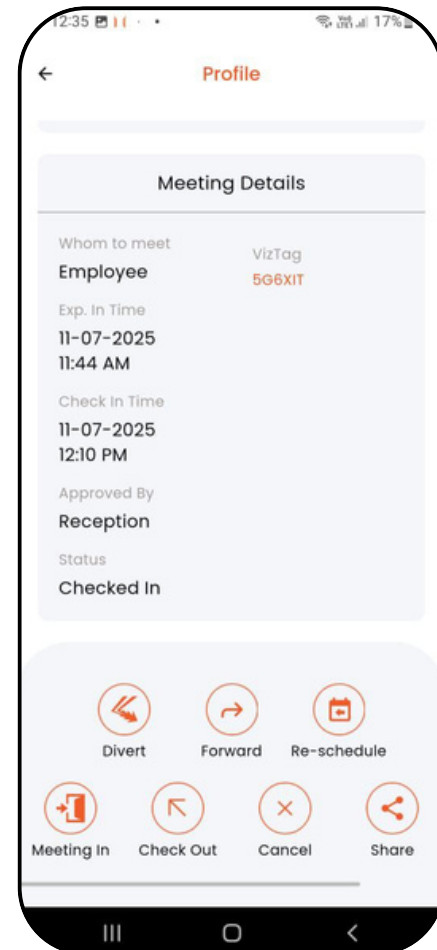 12:35
17%
Profile
Meeting Details
Whom to meet
Employee
VizTag
5G6XIT
Exp. In Time
11-07-2025
11:44 AM
Check In Time
11-07-2025
12:10 PM
Approved By
Reception
Status
Checked In
Divert Forward Re-schedule
Meeting In Check Out Cancel Share